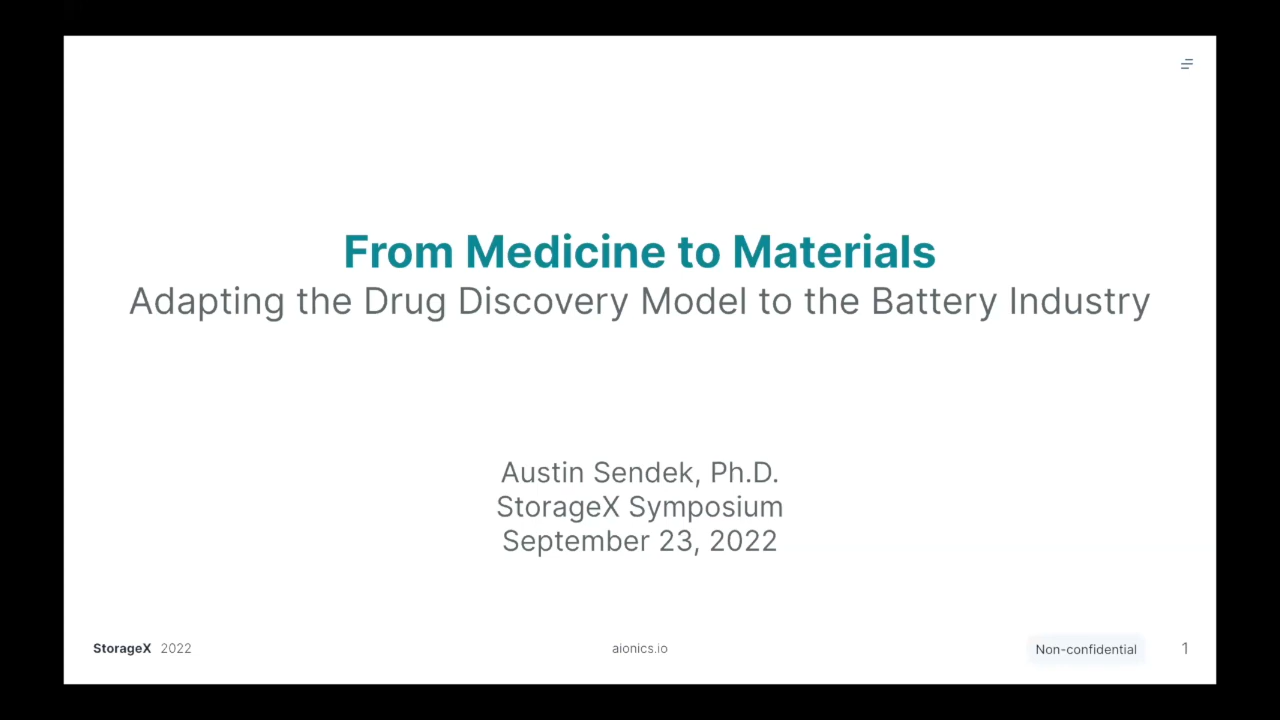 From Medicine to Materials
Adapting the Drug Discovery Model to the Battery Industry
Austin Sendek, Ph.D.
StorageX Symposium
September 23, 2022
StorageX 2022
aionics.io
Non-confidential
1